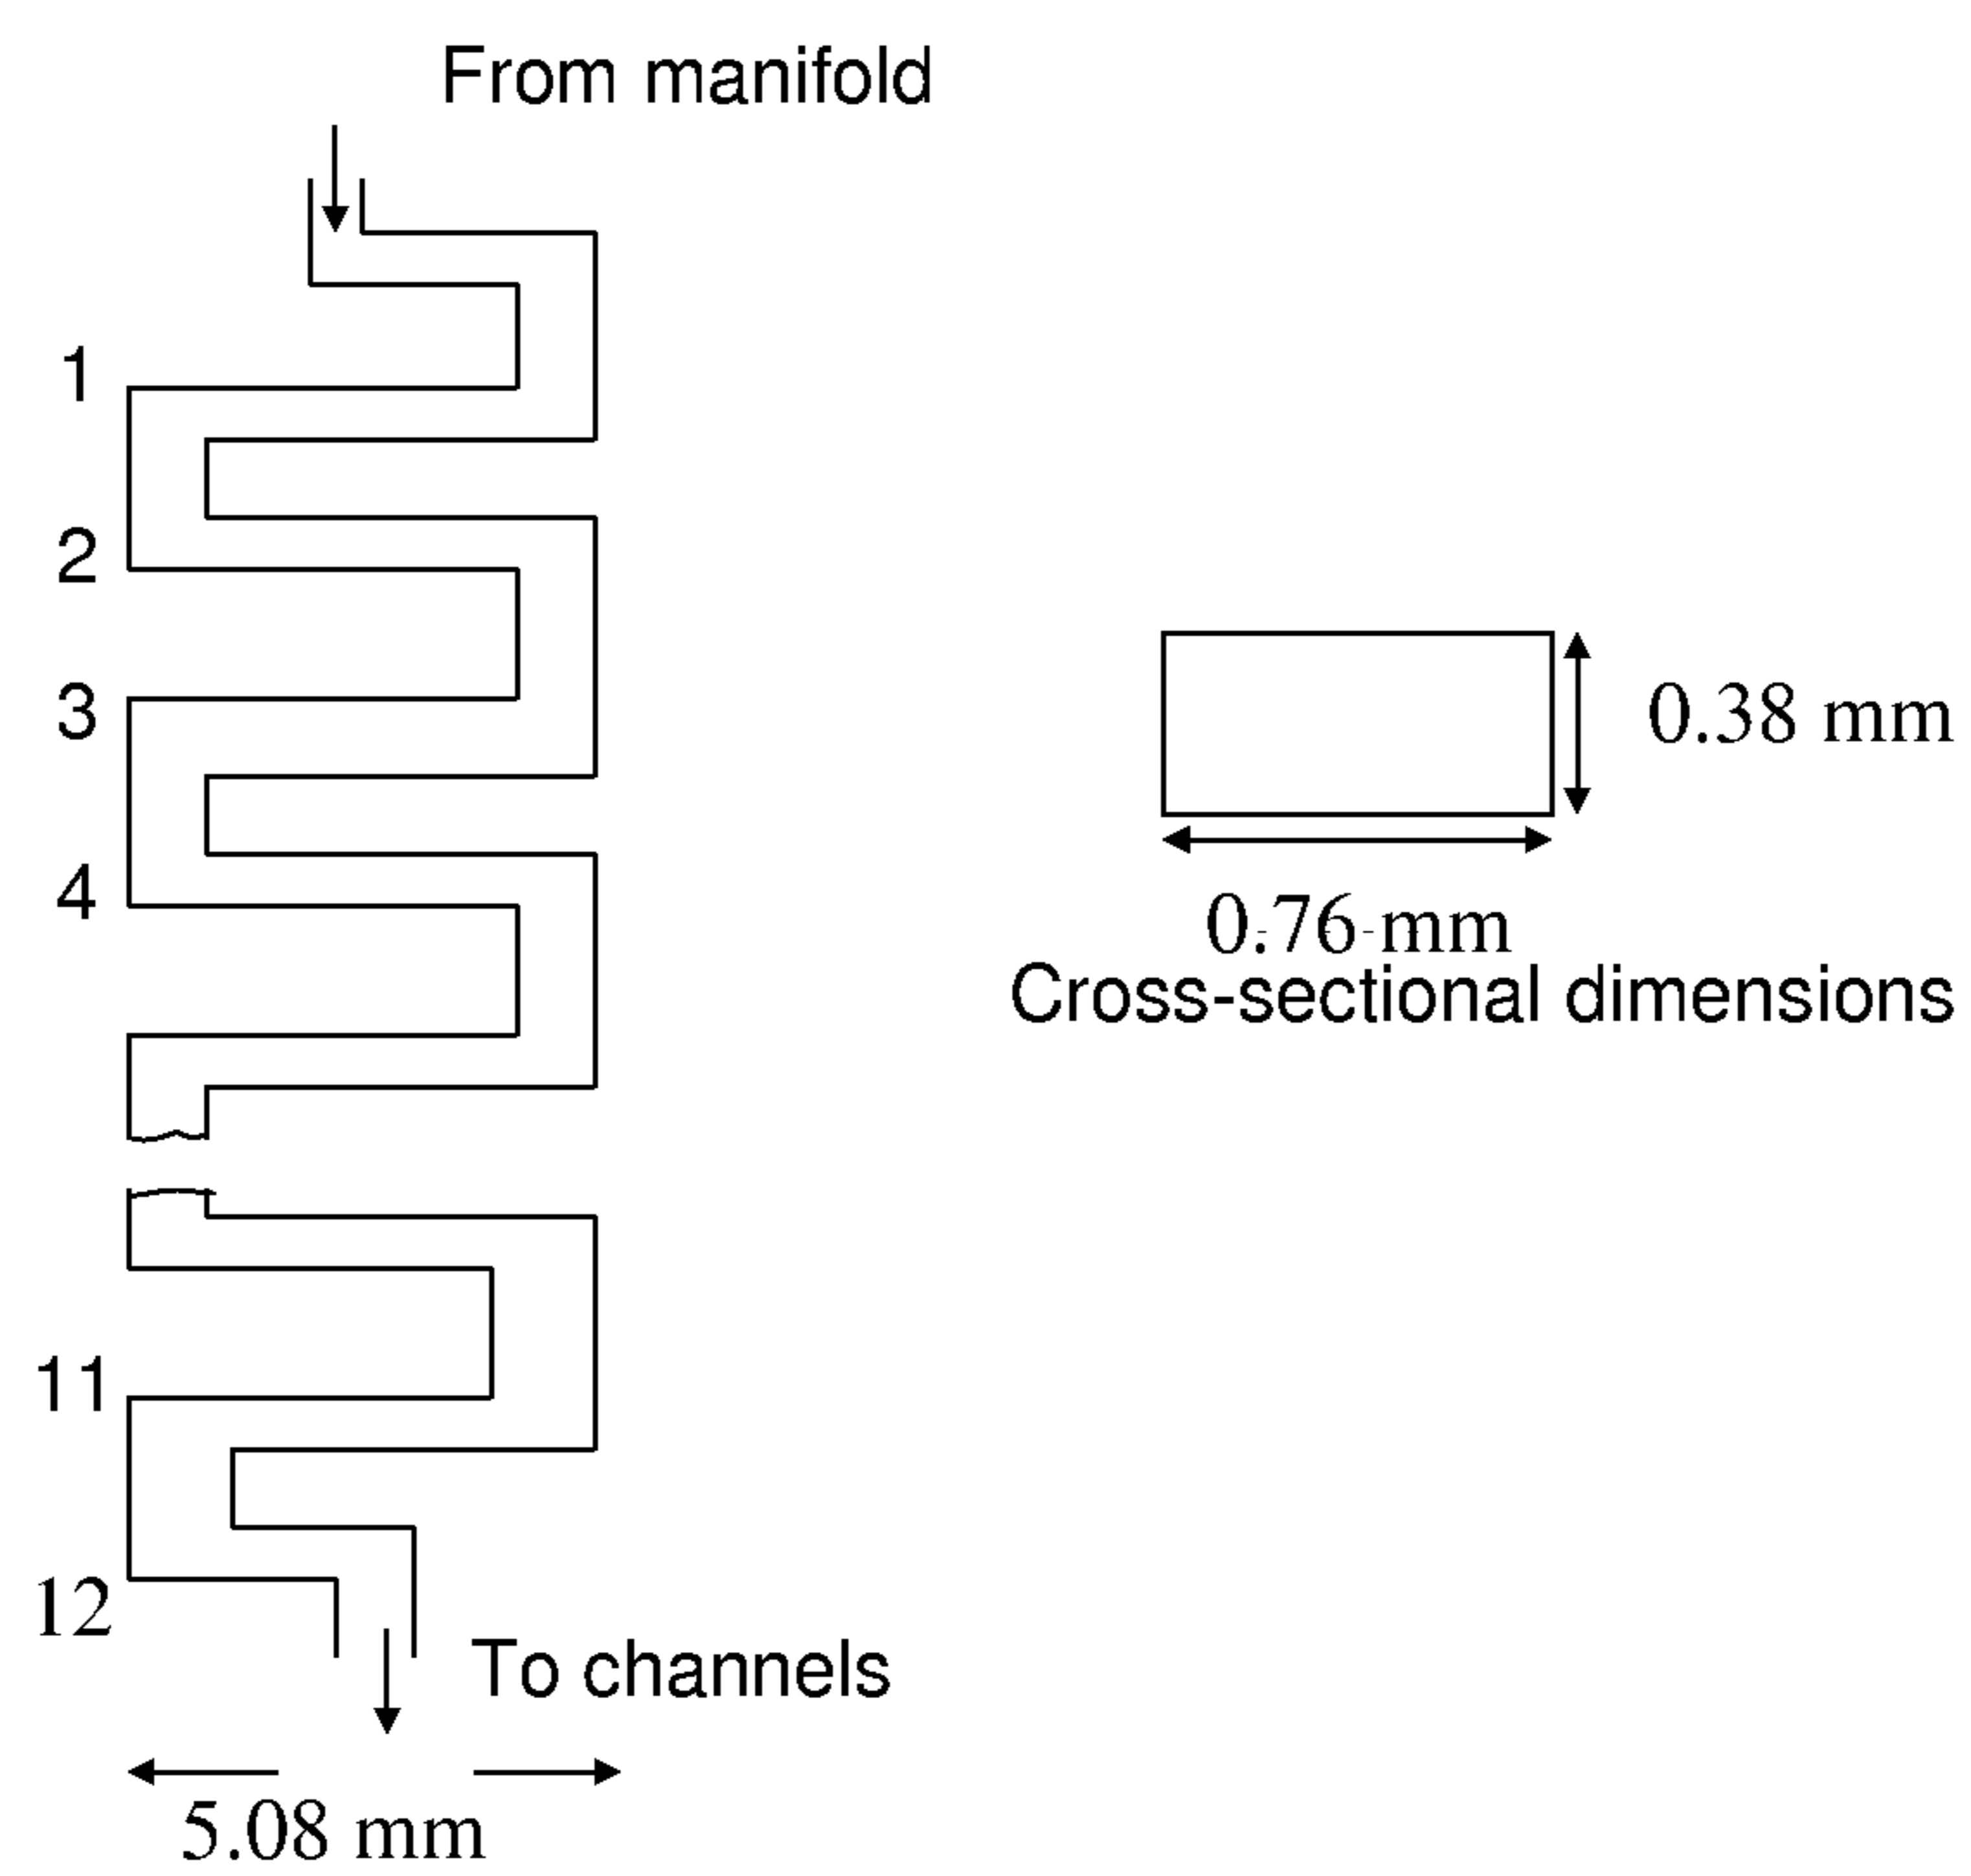 From manifold
1
2
3
4
0.38 mm
0.76 mm
Cross-sectional dimensions
11
12
To channels
5.08 mm